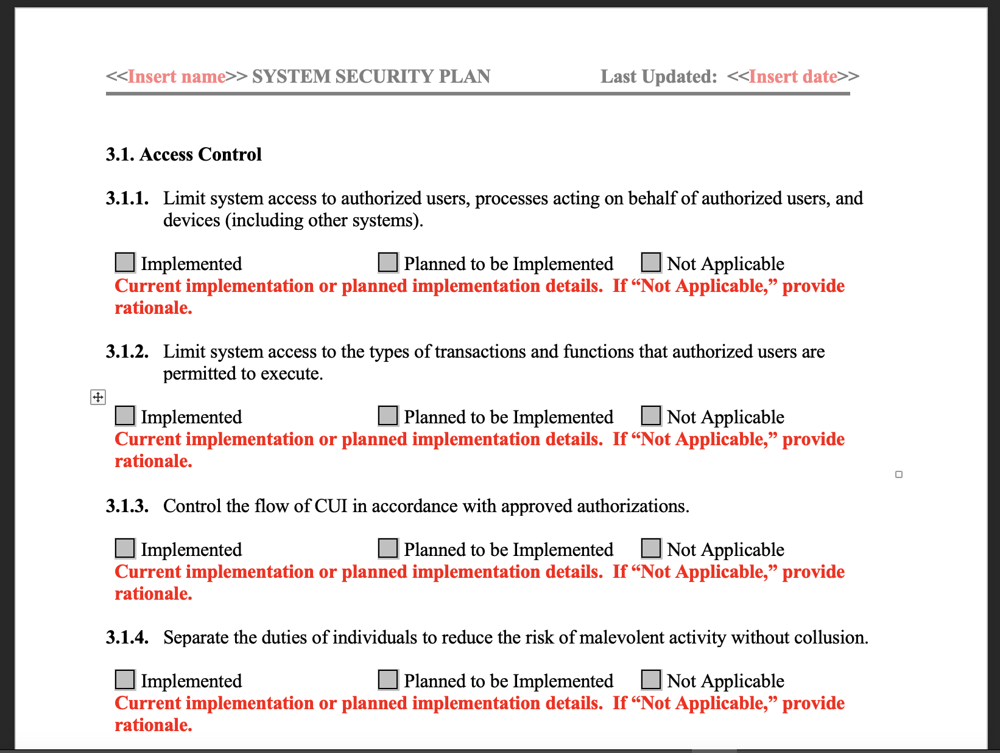 <<Insert name>> SYSTEM SECURITY PLAN Last Updated: <<Insert date>>
3.1. Access Control
3.1.1. Limit system access to authorized users, processes acting on behalf of authorized users, and
devices (including other systems).
Implemented Planned to be Implemented Not Applicable
Current implementation or planned implementation details. If “Not Applicable,” provide
rationale.
3.1.2. Limit system access to the types of transactions and functions that authorized users are
permitted to execute.
Implemented Planned to be Implemented Not Applicable
Current implementation or planned implementation details. If “Not Applicable,” provide
rationale.
3.1.3. Control the flow of CUI in accordance with approved authorizations.
Implemented Planned to be Implemented Not Applicable
Current implementation or planned implementation details. If “Not Applicable,” provide
rationale.
3.1.4. Separate the duties of individuals to reduce the risk of malevolent activity without collusion.
Implemented Planned to be Implemented Not Applicable
Current implementation or planned implementation details. If “Not Applicable,” provide
rationale.